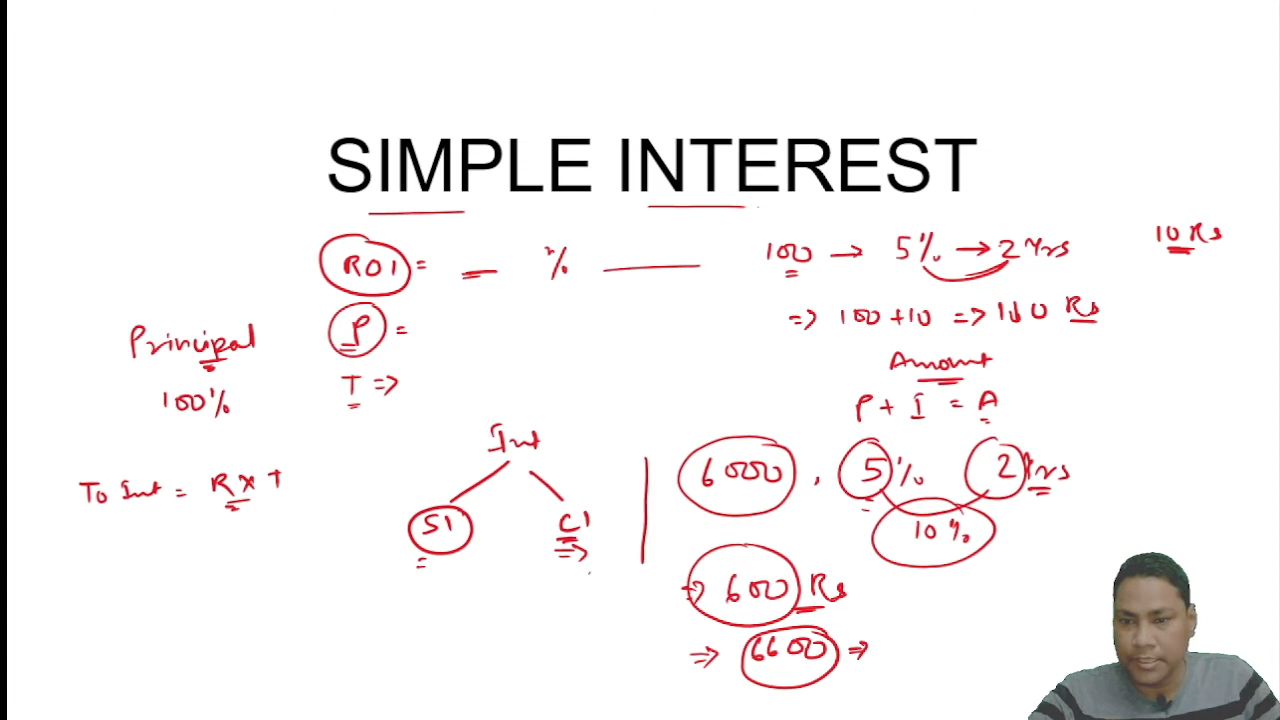 SIMPLE INTEREST
10 Rs
ROI = %
100 → 5% → 2 Yrs
P =
⇒ 100 + 10 ⇒ 110 Rs
Principal
100%
T ⇒
Amount
P + I = A
Int
SI CI
To Int = R x T
6000, 5% 2 Yrs
10%
⇒ 600 Rs
⇒ 6600 ⇒